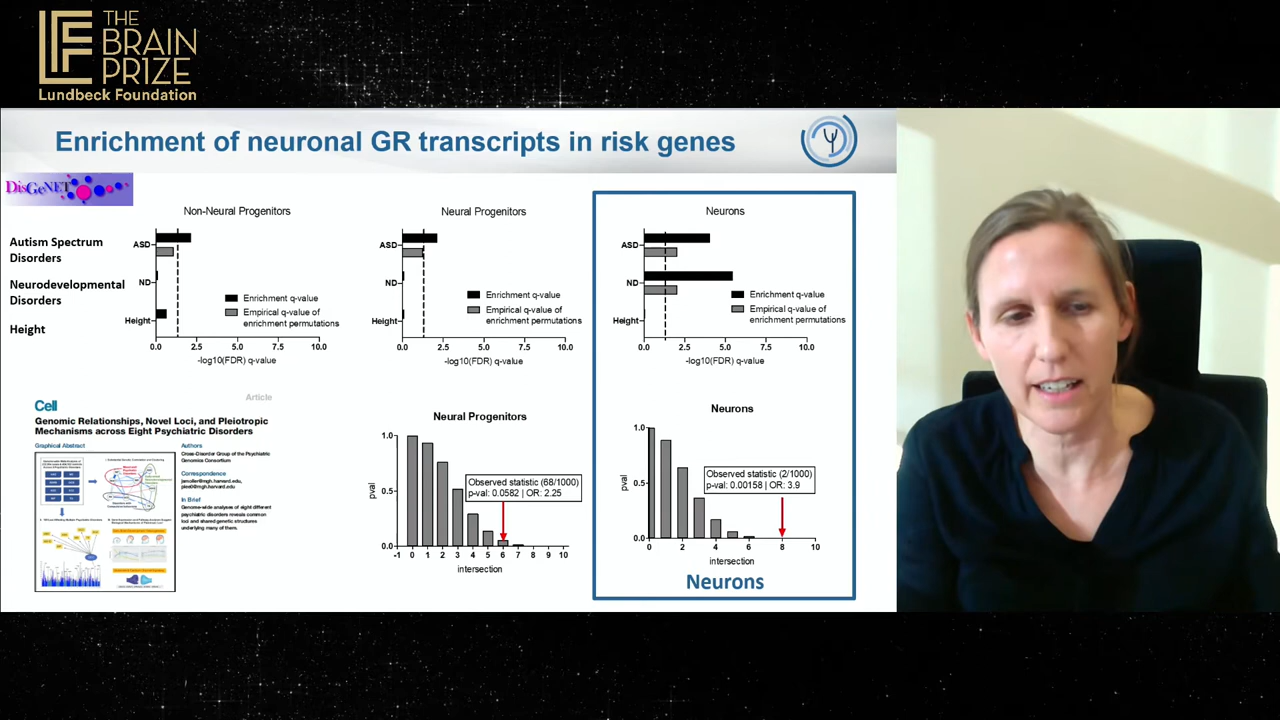 THE
BRAIN
PRIZE
Lundbeck Foundation
Enrichment of neuronal GR transcripts in risk genes
DisGeNET
Autism Spectrum
Disorders
Neurodevelopmental
Disorders
Height
Non-Neural Progenitors
ASD
ND
Height
Enrichment q-value
Empirical q-value of
enrichment permutations
0.0 2.5 5.0 7.5 10.0
-log10(FDR) q-value
Neural Progenitors
ASD
ND
Height
Enrichment q-value
Empirical q-value of
enrichment permutations
0.0 2.5 5.0 7.5 10.0
-log10(FDR) q-value
Neurons
ASD
ND
Height
Enrichment q-value
Empirical q-value of
enrichment permutations
0.0 2.5 5.0 7.5 10.0
-log10(FDR) q-value
Article
Cell
Genomic Relationships, Novel Loci, and Pleiotropic
Mechanisms across Eight Psychiatric Disorders
Graphical Abstract
Authors
Cross-Disorder Group of the Psychiatric
Genomics Consortium
Correspondence
In Brief
Genome-wide analyses of eight different
psychiatric disorders reveals common
loci and shared genetic structures
underlying many of them.
Neural Progenitors
1.0
0.5
0.0
pval
Observed statistic (68/1000)
p-val: 0.0582 | OR: 2.25
-1 0 1 2 3 4 5 6 7 8 9 10
intersection
Neurons
1.0
0.5
0.0
pval
Observed statistic (2/1000)
p-val: 0.00158 | OR: 3.9
0 2 4 6 8 10
intersection
Neurons